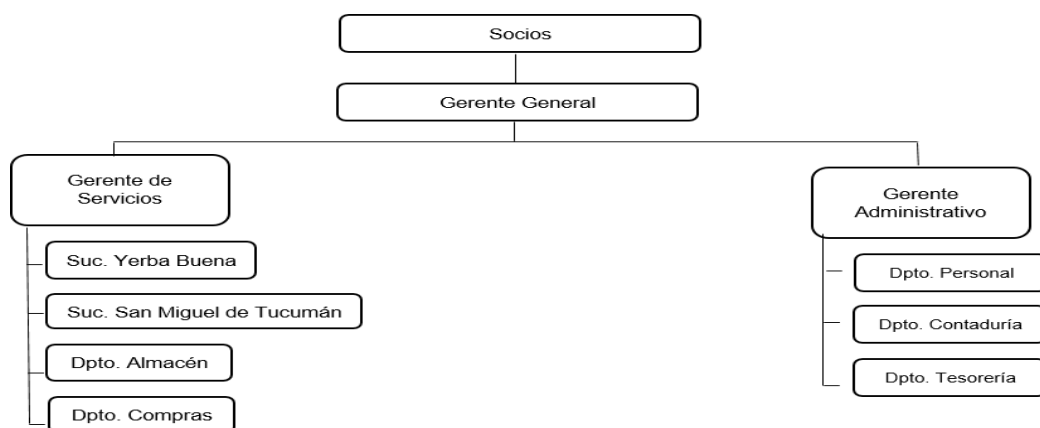 Socios
Gerente General
Gerente de
Servicios
Suc. Yerba Buena
Suc. San Miguel de Tucumán
Dpto. Almacén
Dpto. Compras
Gerente
Administrativo
Dpto. Personal
Dpto. Contaduría
Dpto. Tesorería